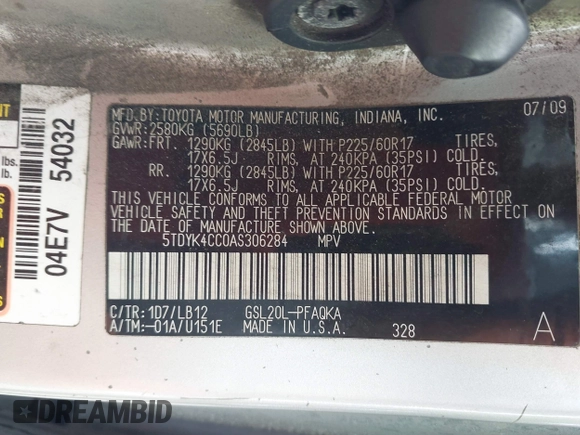 MFD. BY: TOYOTA MOTOR MANUFACTURING, INDIANA, INC. 07/09
GVWR: 2580KG (5690LB)
GAWR: FRT. 1290KG (2845LB) WITH P225/60R17 TIRES,
17X6.5J RIMS, AT 240KPA (35PSI) COLD.
RR. 1290KG (2845LB) WITH P225/60R17 TIRES,
17X6.5J RIMS, AT 240KPA (35PSI) COLD.
THIS VEHICLE CONFORMS TO ALL APPLICABLE FEDERAL MOTOR
VEHICLE SAFETY AND THEFT PREVENTION STANDARDS IN EFFECT ON
THE DATE OF MANUFACTURE SHOWN ABOVE.
5TDYK4CC0AS306284 MPV
C/TR: 1D7/LB12 GSL20L-PFAQKA
A/TM: -01A/U151E MADE IN U.S.A. 328 A
04E7V 54032
lbs.
lb.
DREAMBID